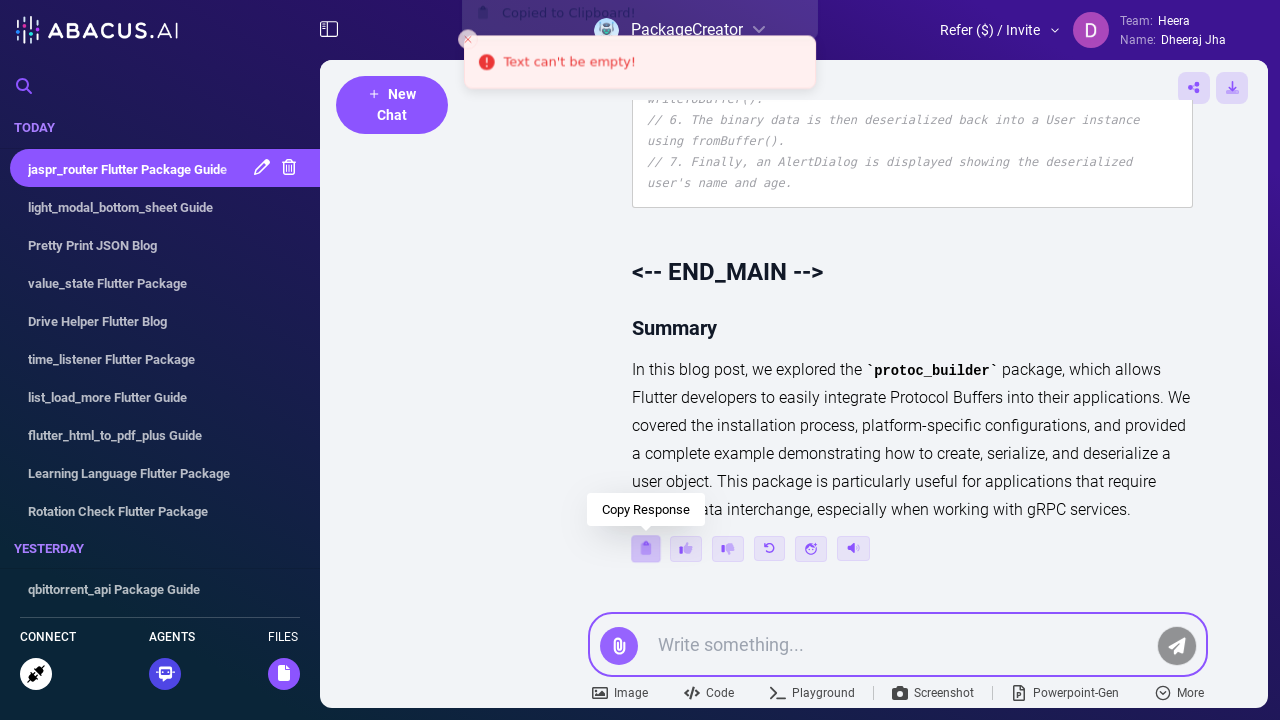 ABACUS.AI
Copied to Clipboard!
PackageCreator
Text can't be empty!
Refer ($) / Invite
D
Team: Heera
Name: Dheeraj Jha
TODAY
jaspr_router Flutter Package Guide
light_modal_bottom_sheet Guide
Pretty Print JSON Blog
value_state Flutter Package
Drive Helper Flutter Blog
time_listener Flutter Package
list_load_more Flutter Guide
flutter_html_to_pdf_plus Guide
Learning Language Flutter Package
Rotation Check Flutter Package
YESTERDAY
qbittorrent_api Package Guide
CONNECT
AGENTS
FILES
+ New
Chat
writeToBuffer().
// 6. The binary data is then deserialized back into a User instance
using fromBuffer().
// 7. Finally, an AlertDialog is displayed showing the deserialized
user's name and age.
<-- END_MAIN -->
Summary
In this blog post, we explored the `protoc_builder` package, which allows
Flutter developers to easily integrate Protocol Buffers into their applications. We
covered the installation process, platform-specific configurations, and provided
a complete example demonstrating how to create, serialize, and deserialize a
user object. This package is particularly useful for applications that require
ata interchange, especially when working with gRPC services.
Copy Response
Write something...
Image
Code
Playground
Screenshot
Powerpoint-Gen
More